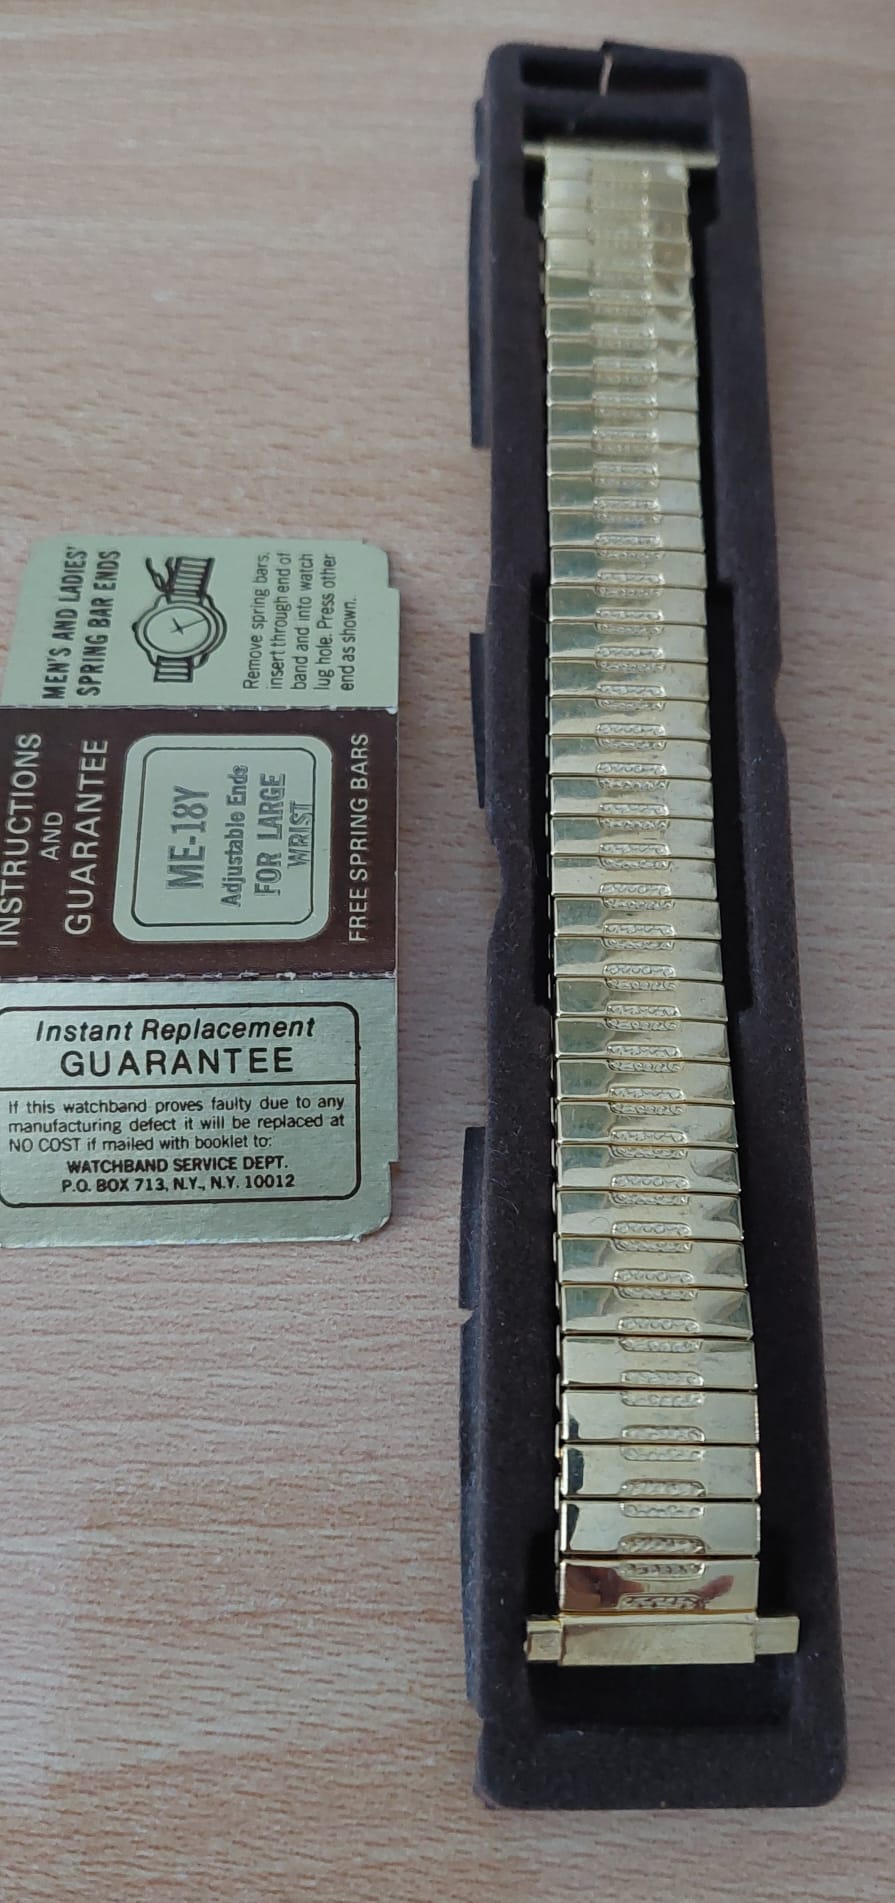 MEN'S AND LADIES'
SPRING BAR ENDS
Remove spring bars,
insert through end of
band and into watch
lug hole. Press other
end as shown.
INSTRUCTIONS
AND
GUARANTEE
ME-18Y
Adjustable Ends
FOR LARGE
WRIST
FREE SPRING BARS
Instant Replacement
GUARANTEE
If this watchband proves faulty due to any
manufacturing defect it will be replaced at
NO COST if mailed with booklet to:
WATCHBAND SERVICE DEPT.
P.O. BOX 713, N.Y., N.Y. 10012